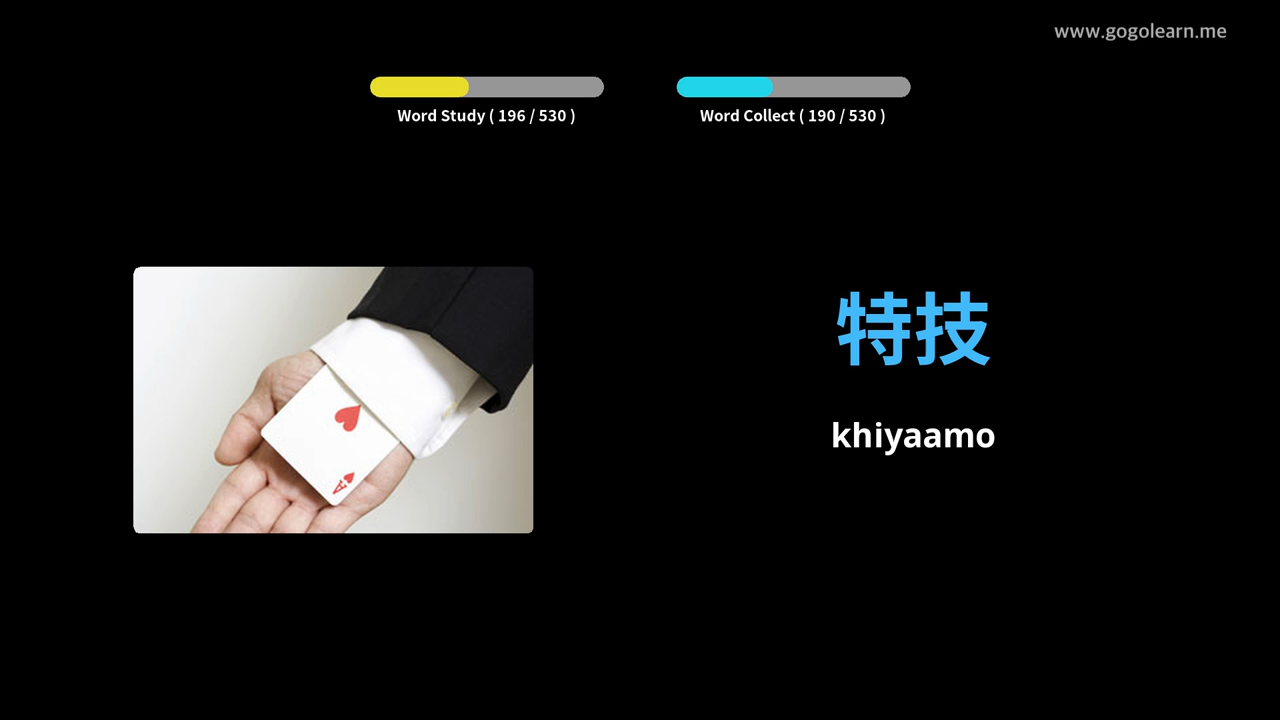 www.gogolearn.me
Word Study ( 196 / 530 )
Word Collect ( 190 / 530 )
特技
khiyaamo
A